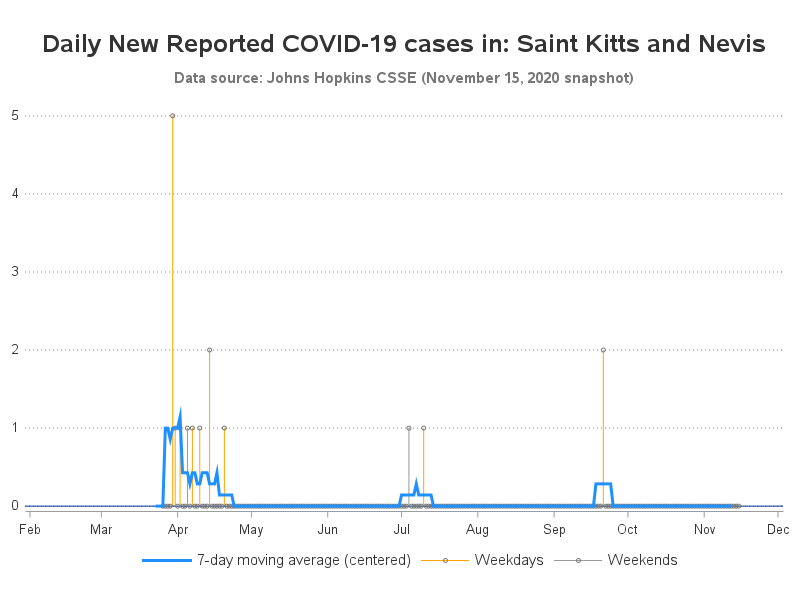 Daily New Reported COVID-19 cases in: Saint Kitts and Nevis
Data source: Johns Hopkins CSSE (November 15, 2020 snapshot)
5
4
3
2
1
0
Feb Mar Apr May Jun Jul Aug Sep Oct Nov Dec
7-day moving average (centered) Weekdays Weekends